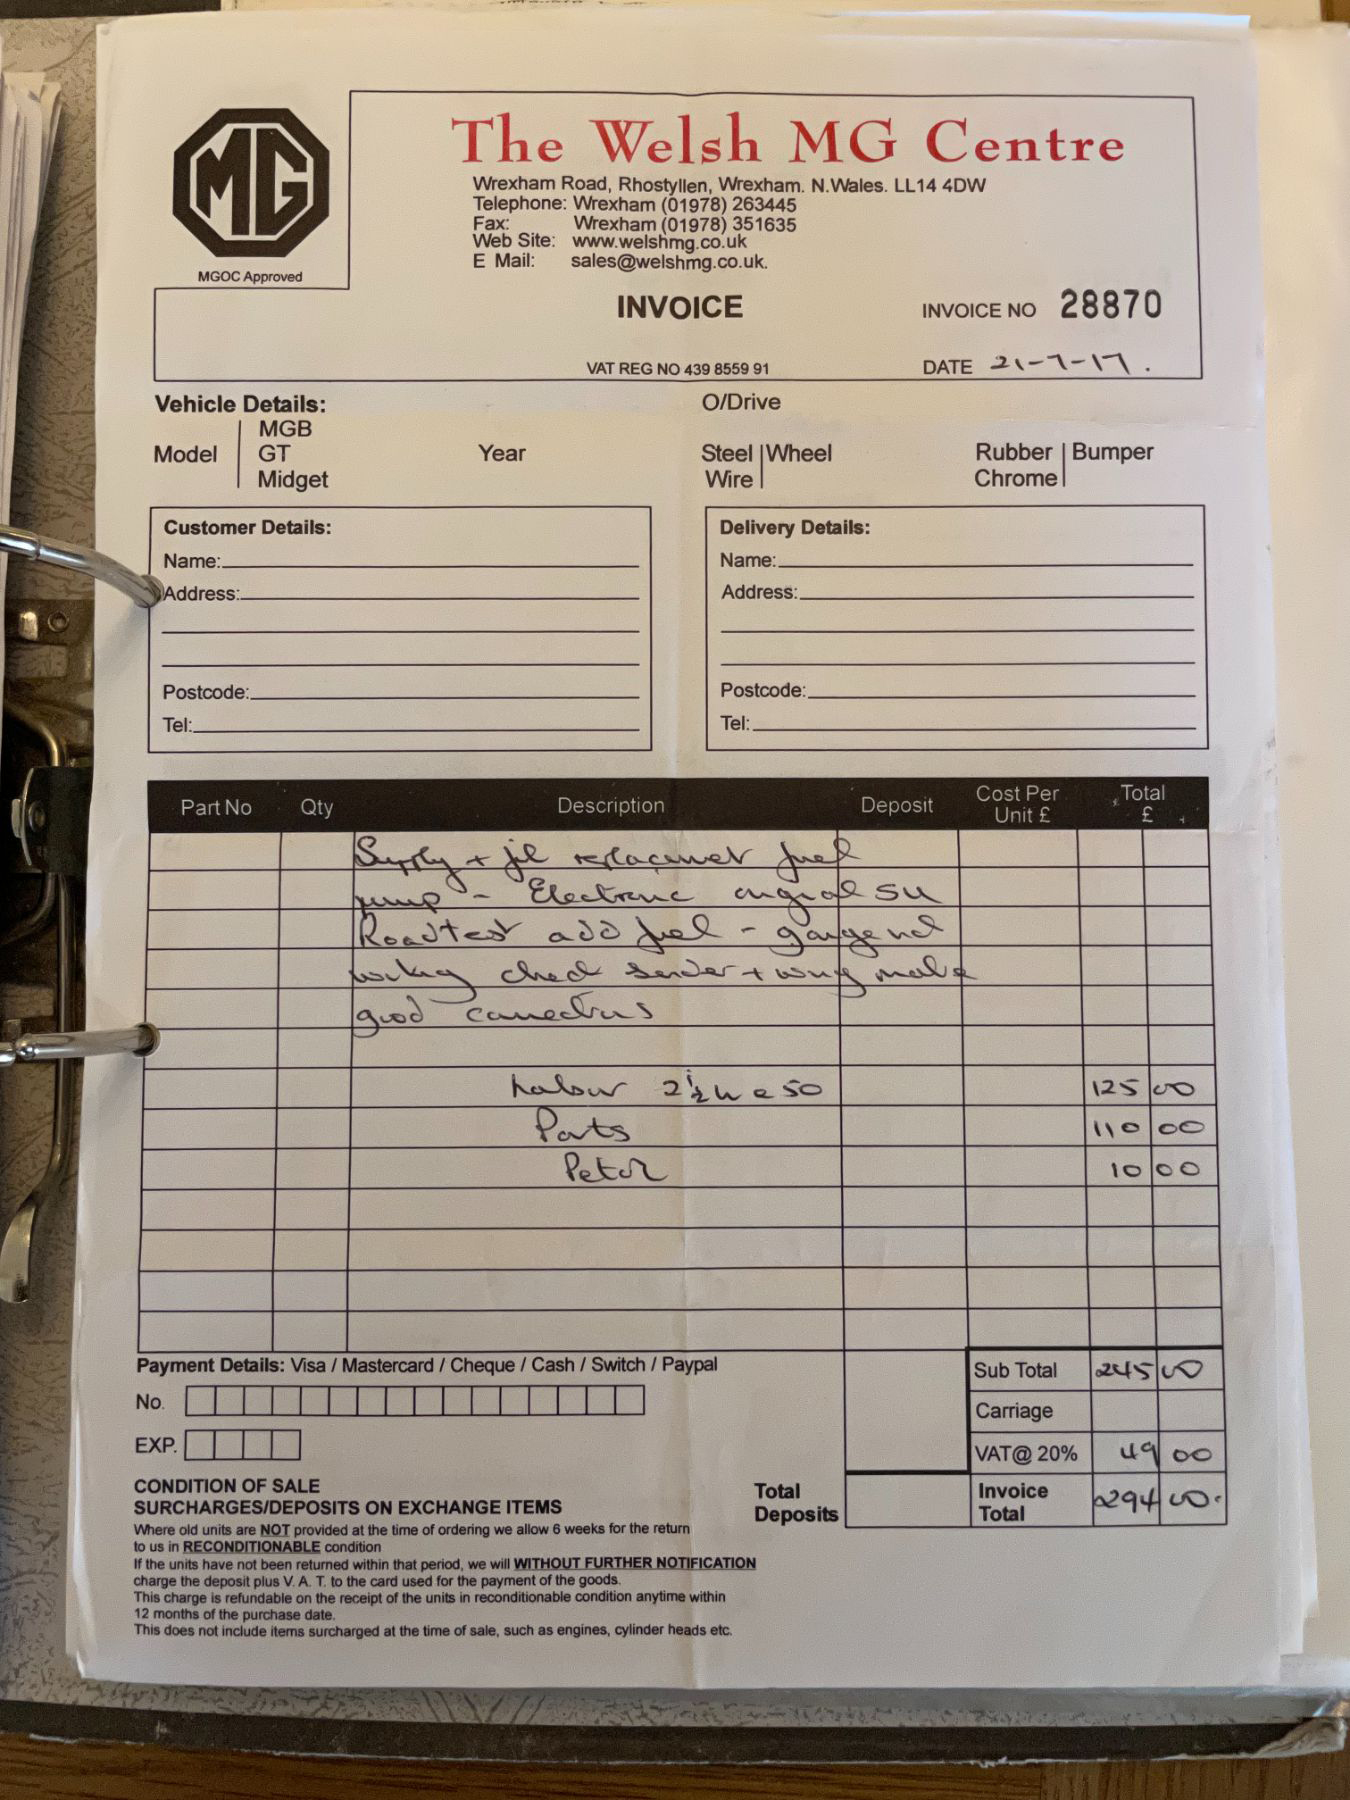 MG
MGOC Approved
The Welsh MG Centre
Wrexham Road, Rhostyllen, Wrexham. N.Wales. LL14 4DW
Telephone: Wrexham (01978) 263445
Fax: Wrexham (01978) 351635
Web Site: www.welshmg.co.uk
E Mail: sales@welshmg.co.uk.
INVOICE
INVOICE NO 28870
VAT REG NO 439 8559 91
DATE 21-7-17.
Vehicle Details:
O/Drive
Model
MGB
GT
Midget
Year
Steel
Wire
Wheel
Rubber
Chrome
Bumper
Customer Details:
Name:
Address:
Postcode:
Tel:
Delivery Details:
Name:
Address:
Postcode:
Tel:
Part No Qty Description Deposit Cost Per Unit £ Total £
Supply + fit replacement fuel
pump - Electronic original SU
Roadtest add fuel - gauge not
working check sender + wiring make
good connections
Labour 2½ h @ 50 125 00
Parts 110 00
Petrol 10 00
Payment Details: Visa / Mastercard / Cheque / Cash / Switch / Paypal
No.
EXP.
Sub Total 245 00
Carriage
VAT@ 20% 49 00
Invoice Total 294 00.
Total Deposits
CONDITION OF SALE
SURCHARGES/DEPOSITS ON EXCHANGE ITEMS
Where old units are NOT provided at the time of ordering we allow 6 weeks for the return
to us in RECONDITIONABLE condition
If the units have not been returned within that period, we will WITHOUT FURTHER NOTIFICATION
charge the deposit plus V. A. T. to the card used for the payment of the goods.
This charge is refundable on the receipt of the units in reconditionable condition anytime within
12 months of the purchase date.
This does not include items surcharged at the time of sale, such as engines, cylinder heads etc.